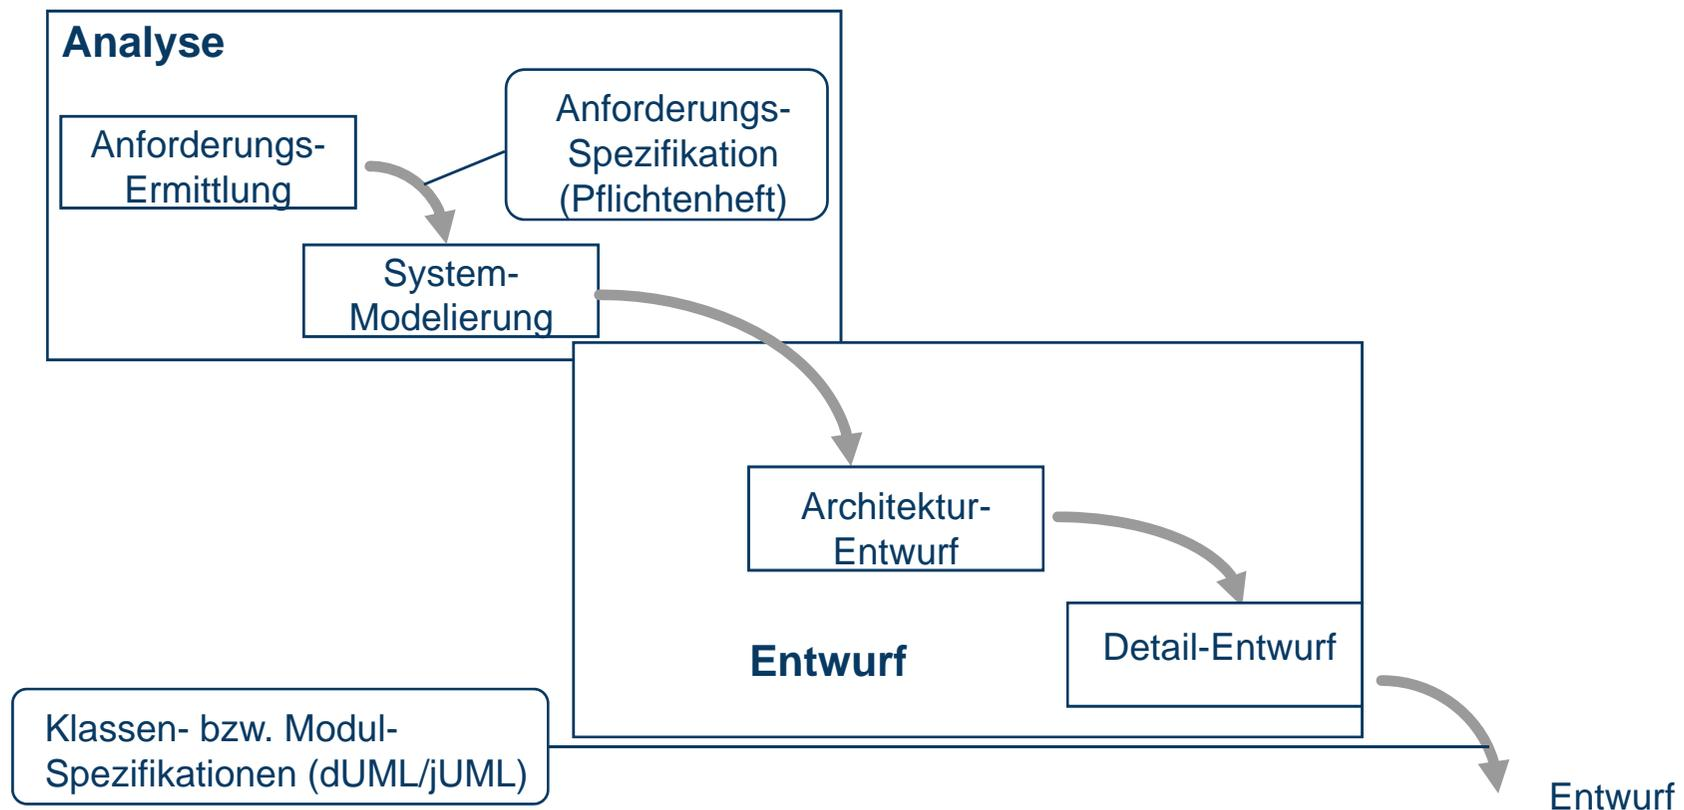 Analyse
Anforderungs-
Ermittlung
Anforderungs-
Spezifikation
(Pflichtenheft)
System-
Modelierung
Architektur-
Entwurf
Entwurf
Detail-Entwurf
Klassen- bzw. Modul-
Spezifikationen (dUML/jUML)
Entwurf